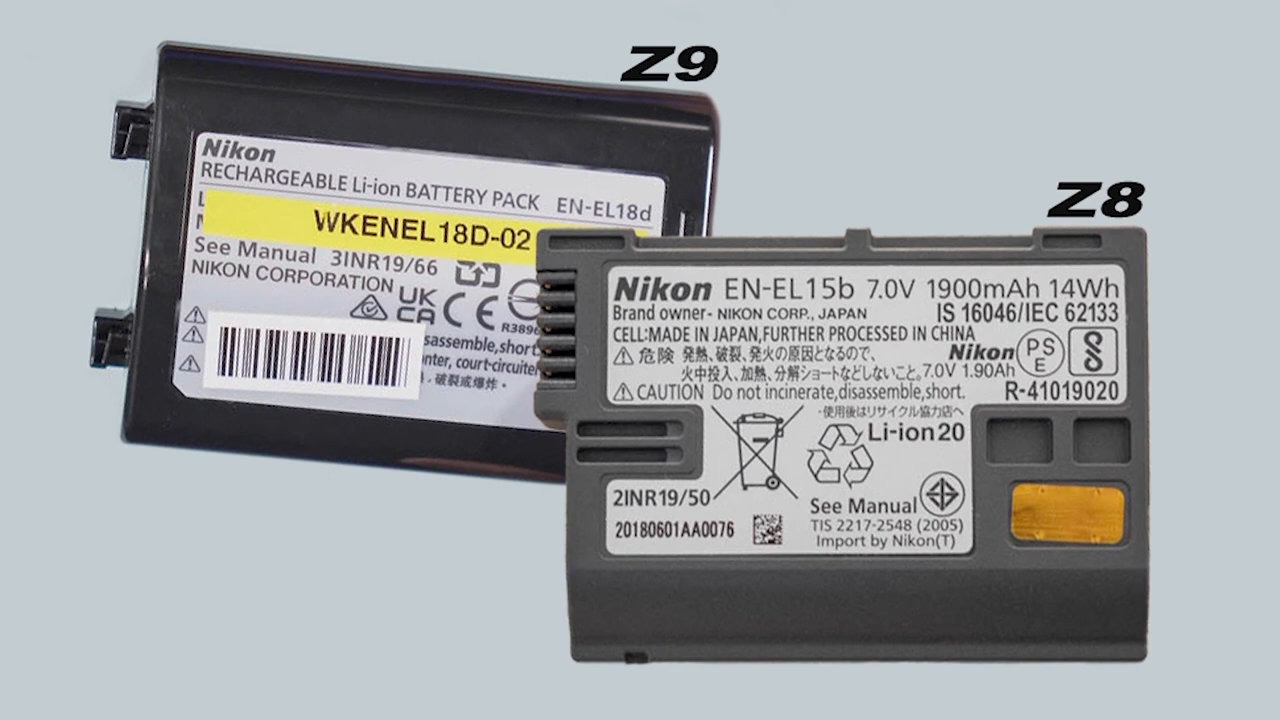 Z9
Nikon
RECHARGEABLE Li-ion BATTERY PACK EN-EL18d
WKENEL18D-02
See Manual 3INR19/66
NIKON CORPORATION
UK
CA CE
R3896
sassemble,short.
nter, court-circuiter
破裂或爆炸。
Z8
Nikon EN-EL15b 7.0V 1900mAh 14Wh
Brand owner- NIKON CORP., JAPAN IS 16046/IEC 62133
CELL:MADE IN JAPAN,FURTHER PROCESSED IN CHINA
⚠ 危険 発熱、破裂、発火の原因となるので、 Nikon PSE
火中投入、加熱、分解ショートなどしないこと。7.0V 1.90Ah
⚠ CAUTION Do not incinerate,disassemble,short. R-41019020
・使用後はリサイクル協力店へ
Li-ion20
2INR19/50
See Manual
20180601AA0076
TIS 2217-2548 (2005)
Import by Nikon(T)